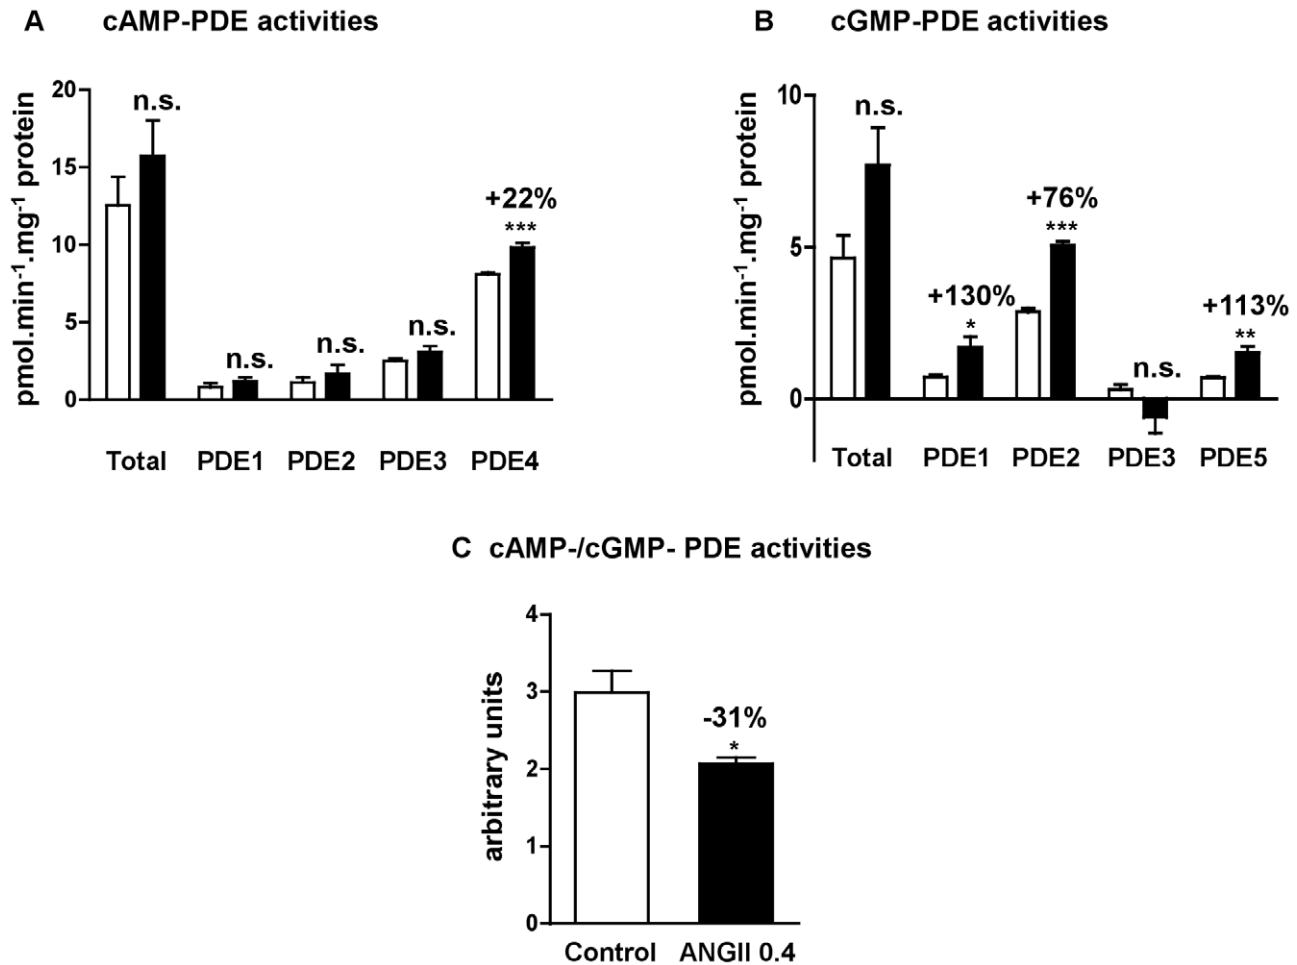 A cAMP-PDE activities
pmol.min⁻¹.mg⁻¹ protein
20
15
10
5
0
n.s.
n.s.
n.s.
n.s.
+22%
***
Total PDE1 PDE2 PDE3 PDE4
B cGMP-PDE activities
pmol.min⁻¹.mg⁻¹ protein
10
5
0
n.s.
+130%
*
+76%
***
n.s.
+113%
**
Total PDE1 PDE2 PDE3 PDE5
C cAMP-/cGMP- PDE activities
arbitrary units
4
3
2
1
0
-31%
*
Control ANGII 0.4